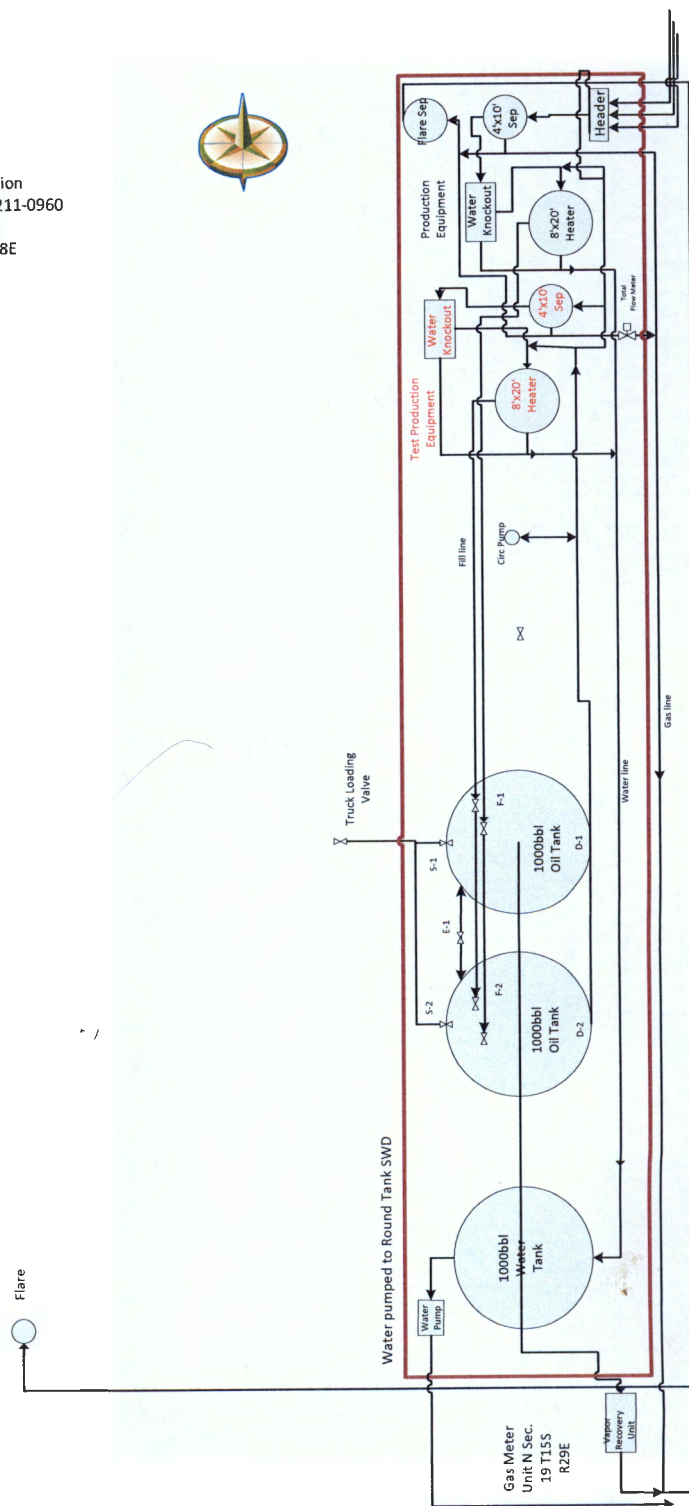 ion
211-0960
8E
Header
4'x10'
Sep
Flare Sep
Production
Equipment
Water
Knockout
8'x20'
Heater
4'x10'
Sep
Water
Knockout
8'x20'
Heater
Test Production
Equipment
Total
Flow Meter
Circ Pump
Fill line
Gas line
Water line
Truck Loading
Valve
S-1
F-1
1000bbl
Oil Tank
D-1
E-1
S-2
F-2
1000bbl
Oil Tank
D-2
Water pumped to Round Tank SWD
1000bbl
Water
Tank
Water
Pump
Flare
Gas Meter
Unit N Sec.
19 T15S
R29E
Vapor
Recovery
Unit